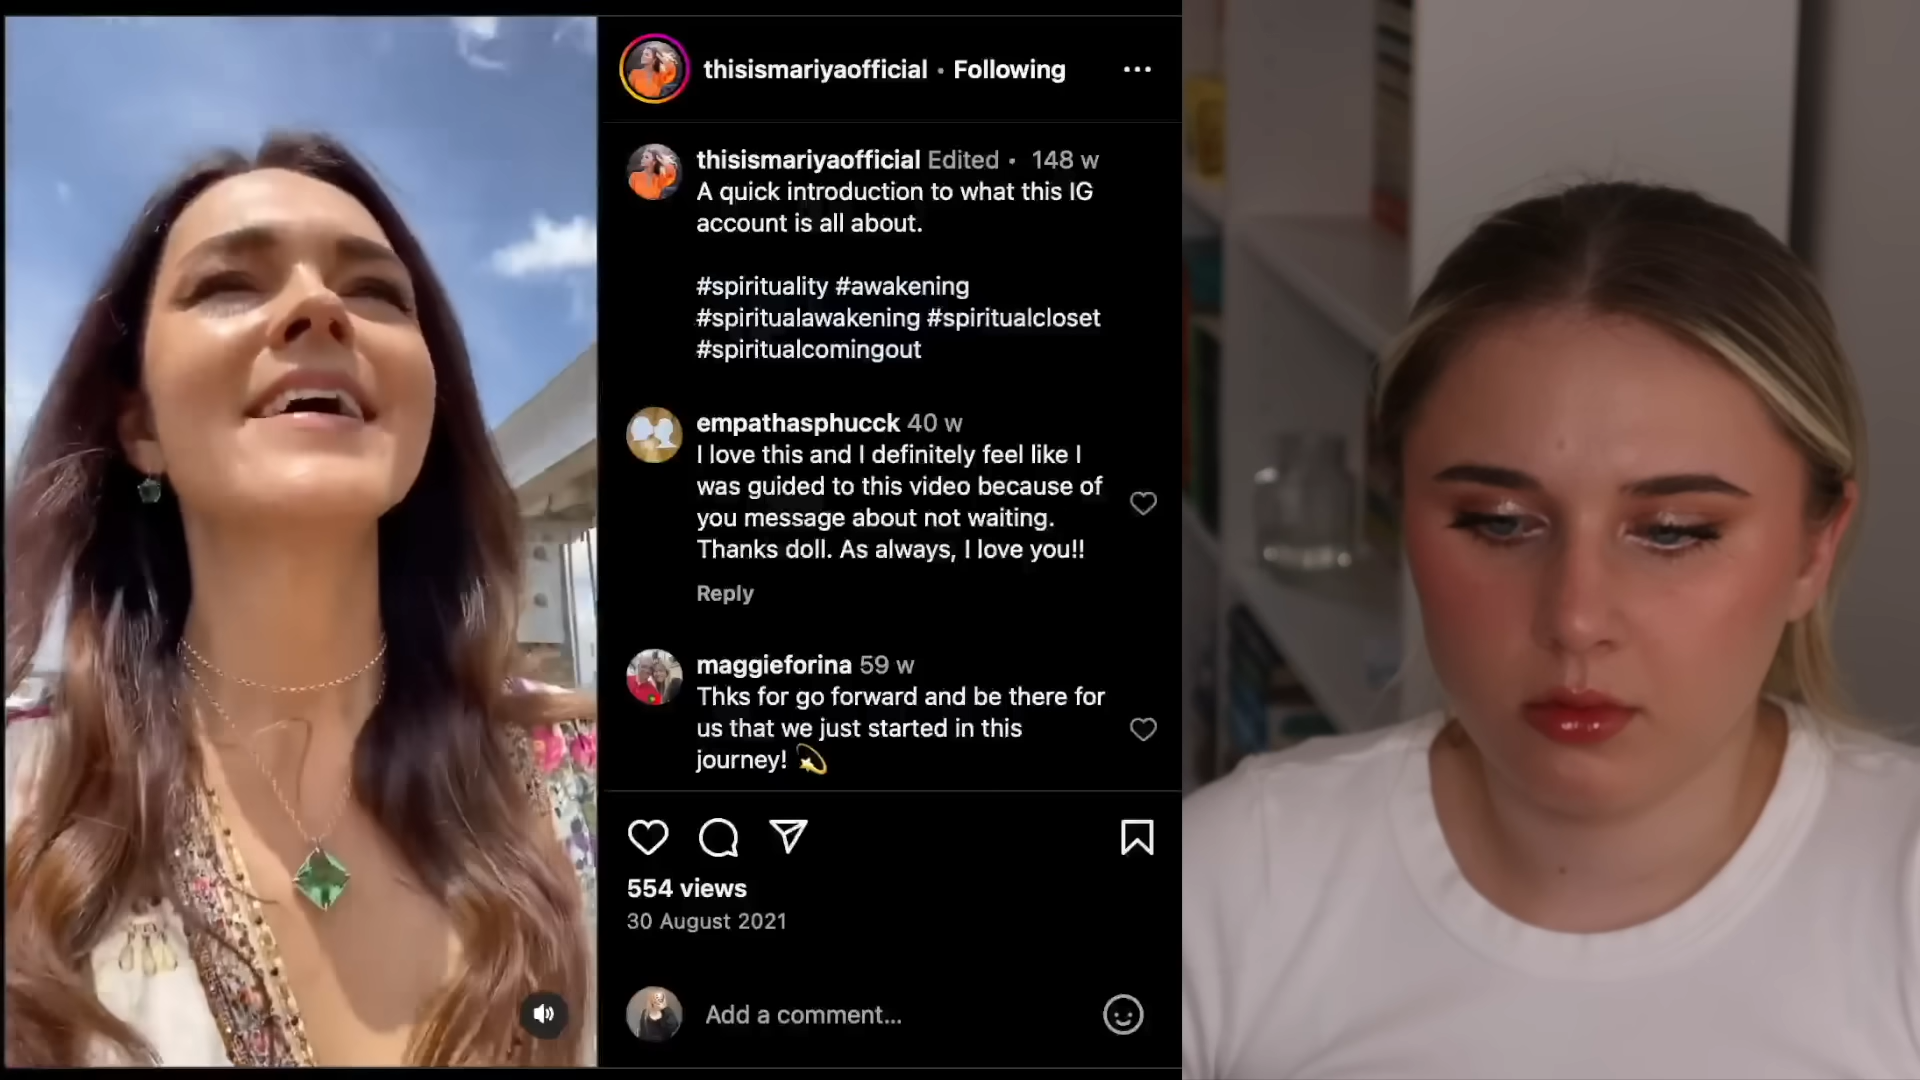 thisismariyaofficial • Following
thisismariyaofficial Edited • 148 w
A quick introduction to what this IG
account is all about.
#spirituality #awakening
#spiritualawakening #spiritualcloset
#spiritualcomingout
empathasphucck 40 w
I love this and I definitely feel like I
was guided to this video because of
you message about not waiting.
Thanks doll. As always, I love you!!
Reply
maggieforina 59 w
Thks for go forward and be there for
us that we just started in this
journey! 💫
554 views
30 August 2021
Add a comment...